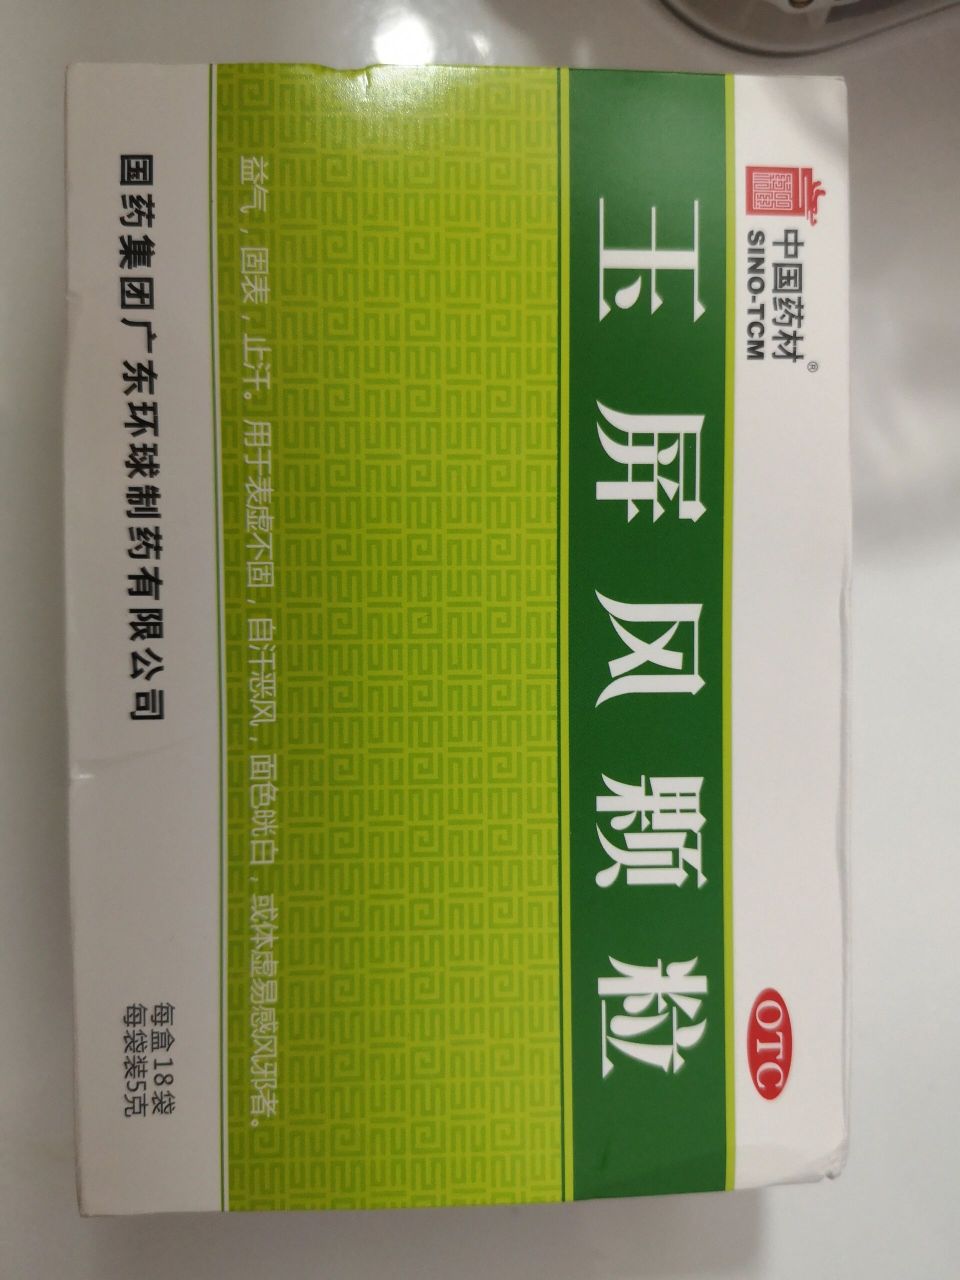 中国药材®
SINO-TCM
OTC
玉屏风颗粒
益气，固表，止汗。用于表虚不固，自汗恶风，面色㿠白，或体虚易感风邪者。
国药集团广东环球制药有限公司
每盒18袋
每袋装5克